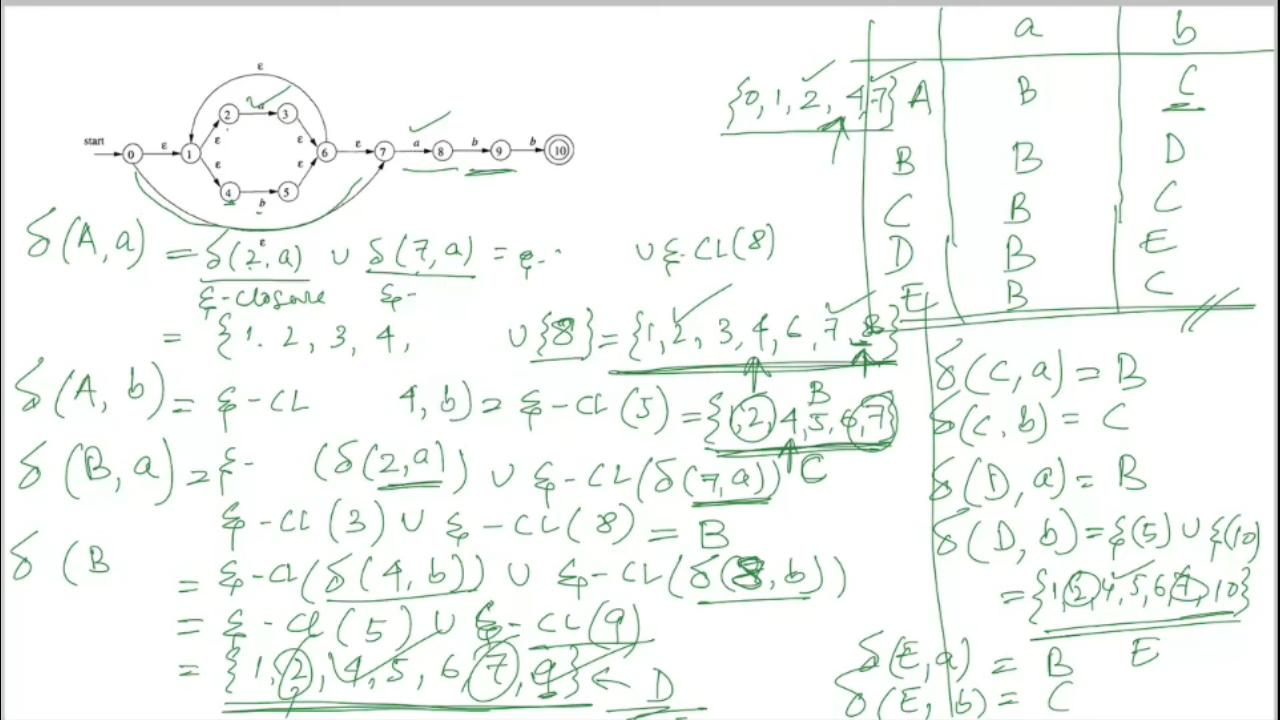 a b
{0, 1, 2, 4, 7} A B C
B B D
C B C
D B E
E B C
ε
2 a 3
ε ε
start 0 ε 1 6 ε 7 a 8 b 9 b 10
ε ε
4 b 5
ε
δ(A, a) = δ(2, a) ∪ δ(7, a) = ε- ∪ ε-CL(8)
ε-closure ε-
= {1, 2, 3, 4, ∪ {8} = {1, 2, 3, 4, 6, 7, 8}
B
δ(A, b) = ε-CL 4, b) = ε-CL(5) = {1, 2, 4, 5, 6, 7}
C
δ(B, a) = ε- (δ(2, a)) ∪ ε-CL(δ(7, a))
ε-CL(3) ∪ ε-CL(8) = B
δ(B
= ε-CL(δ(4, b)) ∪ ε-CL(δ(8, b))
= ε-CL(5) ∪ ε-CL(9)
= {1, 2, 4, 5, 6, 7, 9} ← D
δ(C, a) = B
δ(C, b) = C
δ(D, a) = B
δ(D, b) = ε(5) ∪ ε(10)
= {1, 2, 4, 5, 6, 7, 10}
E
δ(E, a) = B
δ(E, b) = C